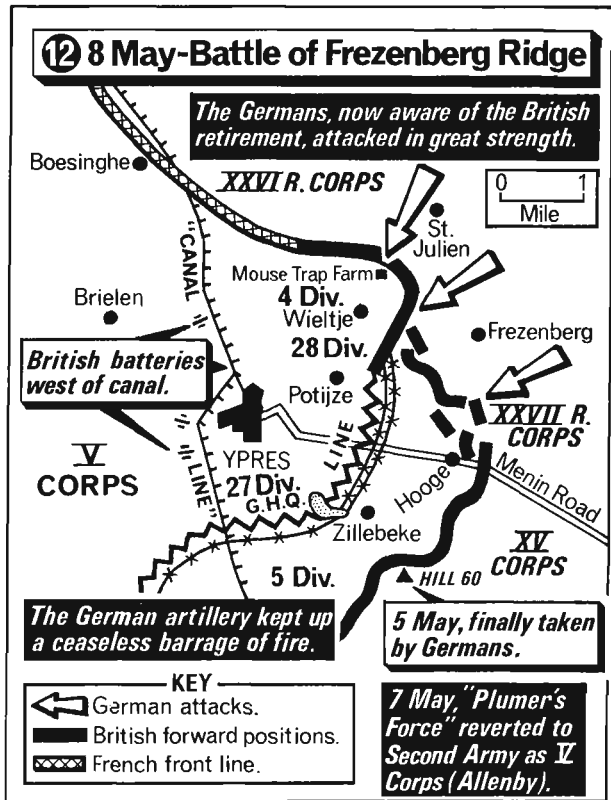 12 8 May-Battle of Frezenberg Ridge
The Germans, now aware of the British
retirement, attacked in great strength.
Boesinghe
XXVI R. CORPS
0 1
Mile
St.
Julien
"CANAL
Mouse Trap Farm
4 Div.
Brielen
Wieltje
Frezenberg
28 Div.
British batteries
west of canal.
Potijze
XXVII R.
CORPS
V
CORPS
LINE"
YPRES
LINE
27 Div.
G.H.Q.
Hooge
Menin Road
Zillebeke
XV
CORPS
5 Div.
HILL 60
The German artillery kept up
a ceaseless barrage of fire.
5 May, finally taken
by Germans.
KEY
German attacks.
British forward positions.
French front line.
7 May, "Plumer's
Force" reverted to
Second Army as V
Corps (Allenby).